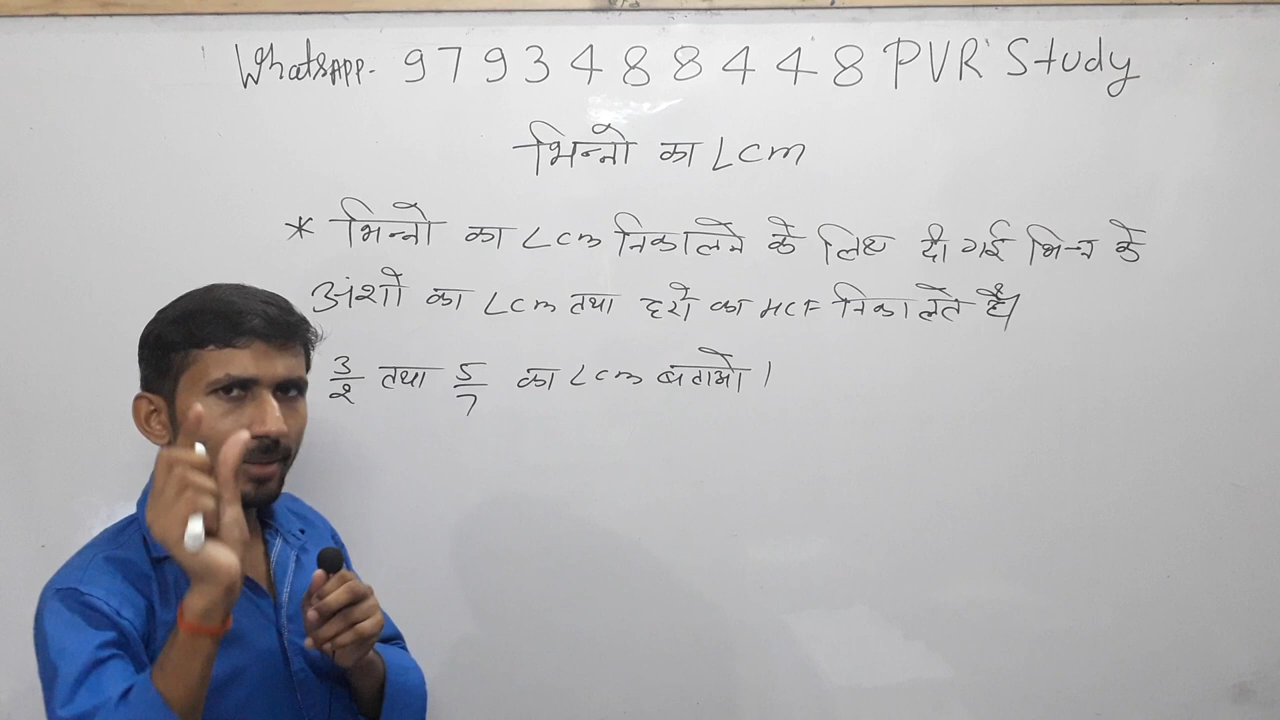 WhatsApp- 9793488448 PVR Study
भिन्नो का Lcm
* भिन्नो का Lcm निकालने के लिए दी गई भिन्न के
अंशो का Lcm तथा हरो का HCF निकालते है।
3/2 तथा 5/7 का Lcm बताओ।